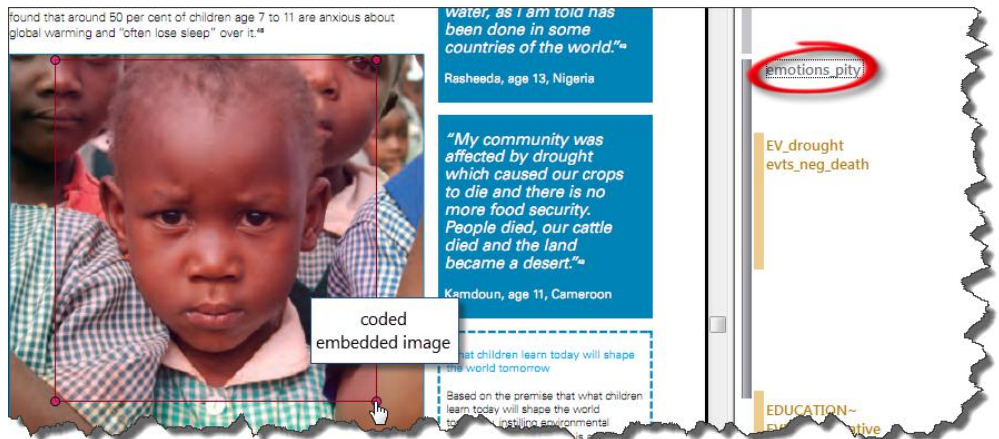 found that around 50 per cent of children age 7 to 11 are anxious about
global warming and “often lose sleep” over it.⁴⁸
water, as I am told has
been done in some
countries of the world.”
Rasheeda, age 13, Nigeria
“My community was
affected by drought
which caused our crops
to die and there is no
more food security.
People died, our cattle
died and the land
became a desert.”
Kamdoun, age 11, Cameroon
children learn today will shape
the world tomorrow
Based on the premise that what children
learn today will shape the world
instilling environmental
coded
embedded image
emotions_pity
EV_drought
evts_neg_death
EDUCATION~